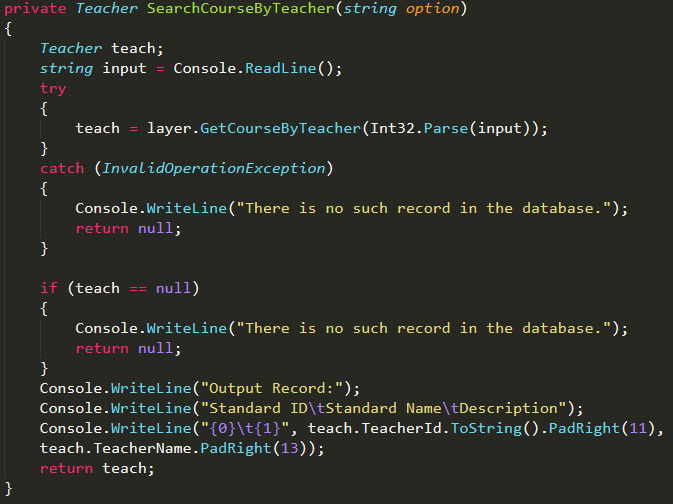 private Teacher SearchCourseByTeacher(string option)
{
    Teacher teach;
    string input = Console.ReadLine();
    try
    {
        teach = layer.GetCourseByTeacher(Int32.Parse(input));
    }
    catch (InvalidOperationException)
    {
        Console.WriteLine("There is no such record in the database.");
        return null;
    }

    if (teach == null)
    {
        Console.WriteLine("There is no such record in the database.");
        return null;
    }
    Console.WriteLine("Output Record:");
    Console.WriteLine("Standard ID\tStandard Name\tDescription");
    Console.WriteLine("{0}\t{1}", teach.TeacherId.ToString().PadRight(11),
    teach.TeacherName.PadRight(13));
    return teach;
}